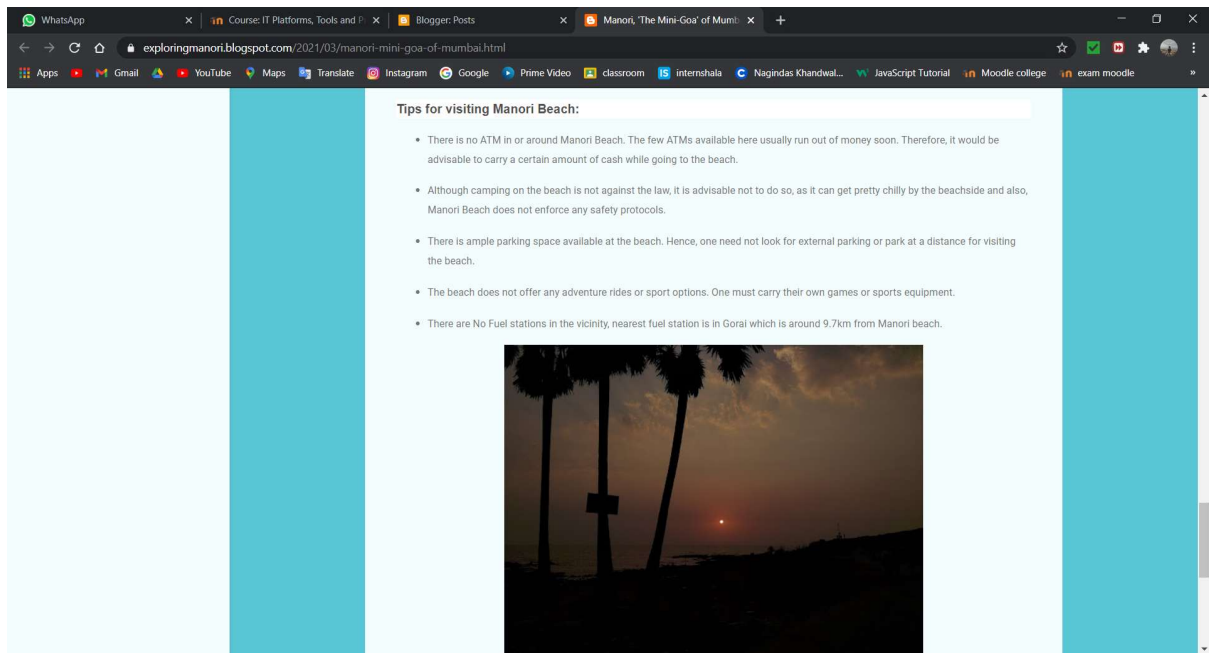 WhatsApp
Course: IT Platforms, Tools and P
Blogger: Posts
Manori, 'The Mini-Goa' of Mumb
exploringmanori.blogspot.com/2021/03/manori-mini-goa-of-mumbai.html
Apps Gmail YouTube Maps Translate Instagram Google Prime Video classroom IS internshala C Nagindas Khandwal... JavaScript Tutorial Moodle college exam moodle »
Tips for visiting Manori Beach:
• There is no ATM in or around Manori Beach. The few ATMs available here usually run out of money soon. Therefore, it would be
advisable to carry a certain amount of cash while going to the beach.
• Although camping on the beach is not against the law, it is advisable not to do so, as it can get pretty chilly by the beachside and also,
Manori Beach does not enforce any safety protocols.
• There is ample parking space available at the beach. Hence, one need not look for external parking or park at a distance for visiting
the beach.
• The beach does not offer any adventure rides or sport options. One must carry their own games or sports equipment.
• There are No Fuel stations in the vicinity, nearest fuel station is in Gorai which is around 9.7km from Manori beach.